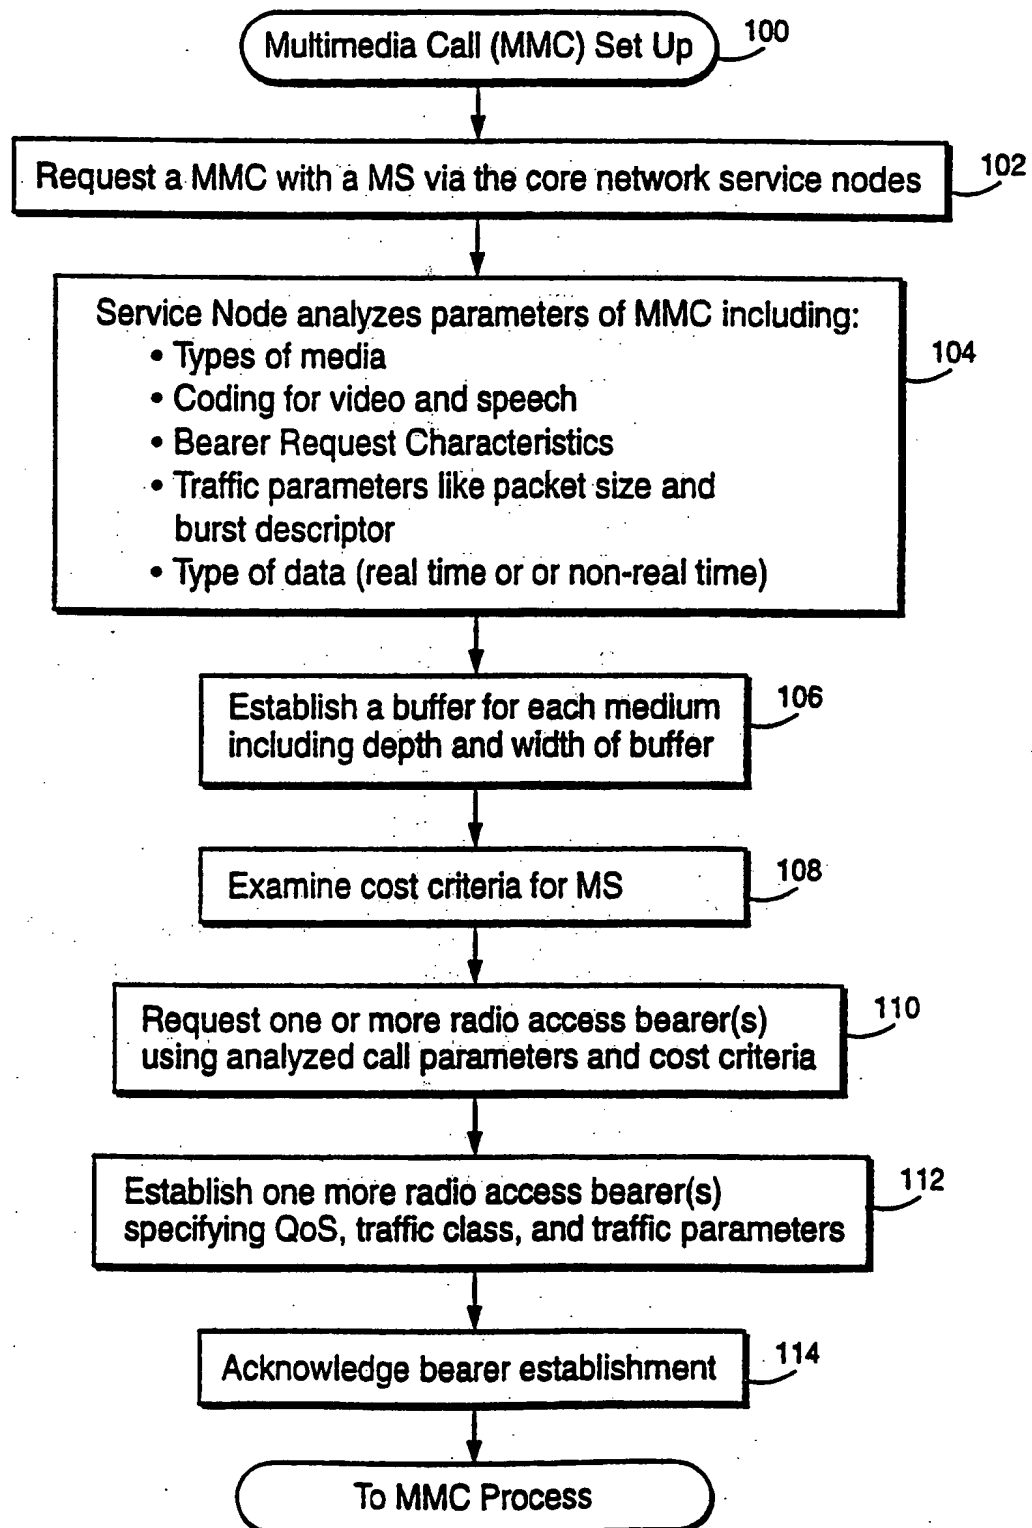 Multimedia Call (MMC) Set Up
100
Request a MMC with a MS via the core network service nodes
102
Service Node analyzes parameters of MMC including:
• Types of media
• Coding for video and speech
• Bearer Request Characteristics
• Traffic parameters like packet size and
burst descriptor
• Type of data (real time or or non-real time)
104
Establish a buffer for each medium
including depth and width of buffer
106
Examine cost criteria for MS
108
Request one or more radio access bearer(s)
using analyzed call parameters and cost criteria
110
Establish one more radio access bearer(s)
specifying QoS, traffic class, and traffic parameters
112
Acknowledge bearer establishment
114
To MMC Process